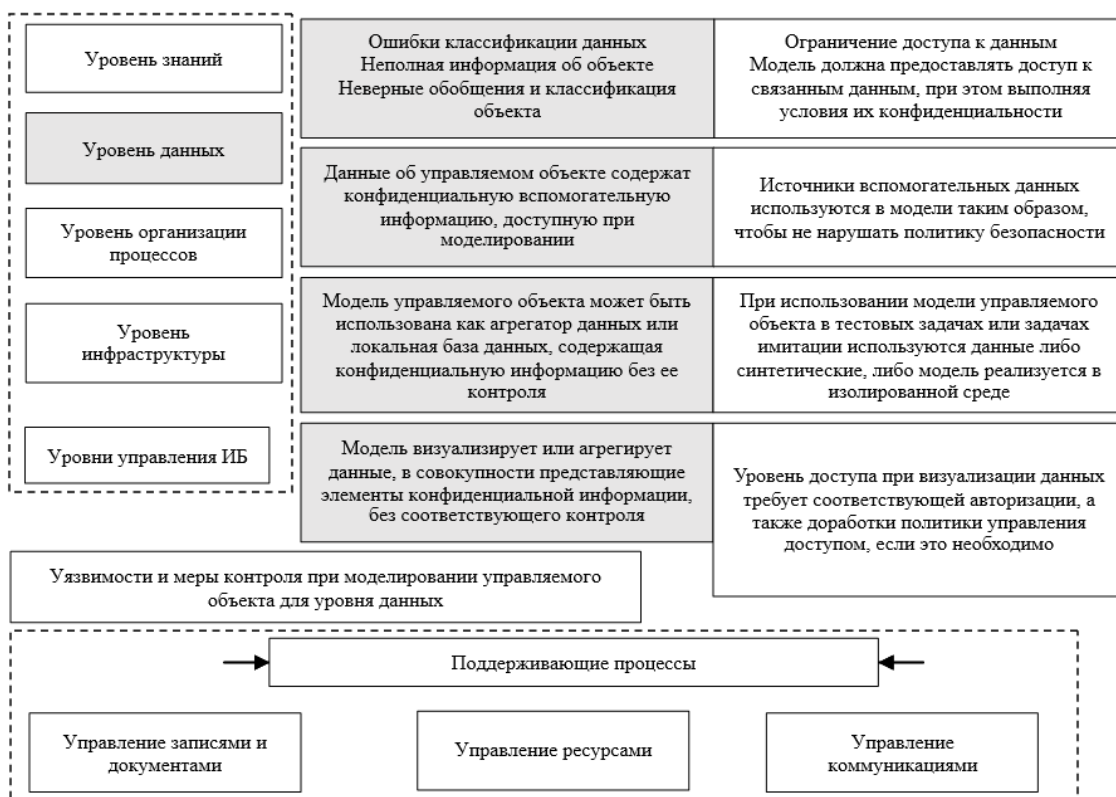 Уровень знаний
Уровень данных
Уровень организации
процессов
Уровень
инфраструктуры
Уровни управления ИБ
Ошибки классификации данных
Неполная информация об объекте
Неверные обобщения и классификация
объекта
Ограничение доступа к данным
Модель должна предоставлять доступ к
связанным данным, при этом выполняя
условия их конфиденциальности
Данные об управляемом объекте содержат
конфиденциальную вспомогательную
информацию, доступную при
моделировании
Источники вспомогательных данных
используются в модели таким образом,
чтобы не нарушать политику безопасности
Модель управляемого объекта может быть
использована как агрегатор данных или
локальная база данных, содержащая
конфиденциальную информацию без ее
контроля
При использовании модели управляемого
объекта в тестовых задачах или задачах
имитации используются данные либо
синтетические, либо модель реализуется в
изолированной среде
Модель визуализирует или агрегирует
данные, в совокупности представляющие
элементы конфиденциальной информации,
без соответствующего контроля
Уровень доступа при визуализации данных
требует соответствующей авторизации, а
также доработки политики управления
доступом, если это необходимо
Уязвимости и меры контроля при моделировании управляемого
объекта для уровня данных
Поддерживающие процессы
Управление записями и
документами
Управление ресурсами
Управление
коммуникациями